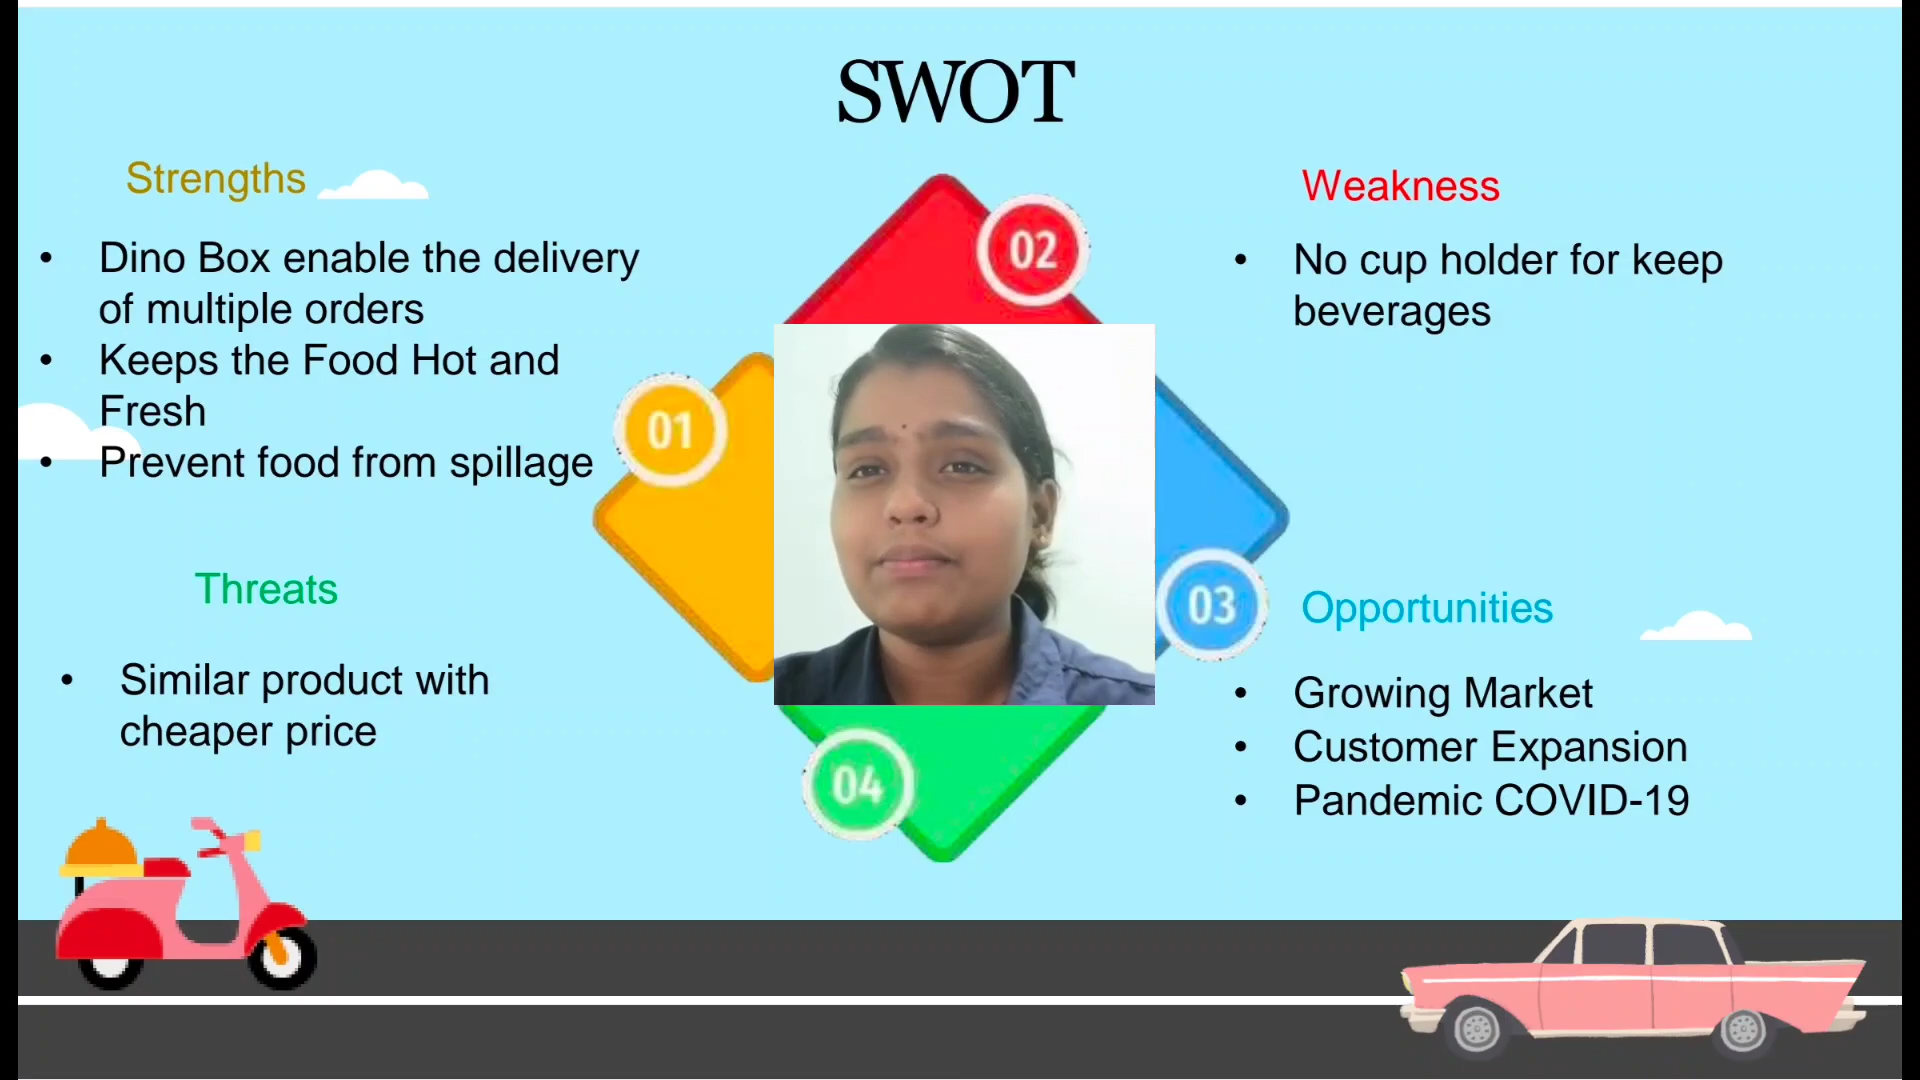 SWOT
Strengths
• Dino Box enable the delivery
of multiple orders
• Keeps the Food Hot and
Fresh
• Prevent food from spillage
Weakness
• No cup holder for keep
beverages
02
01
03
04
Threats
• Similar product with
cheaper price
Opportunities
• Growing Market
• Customer Expansion
• Pandemic COVID-19